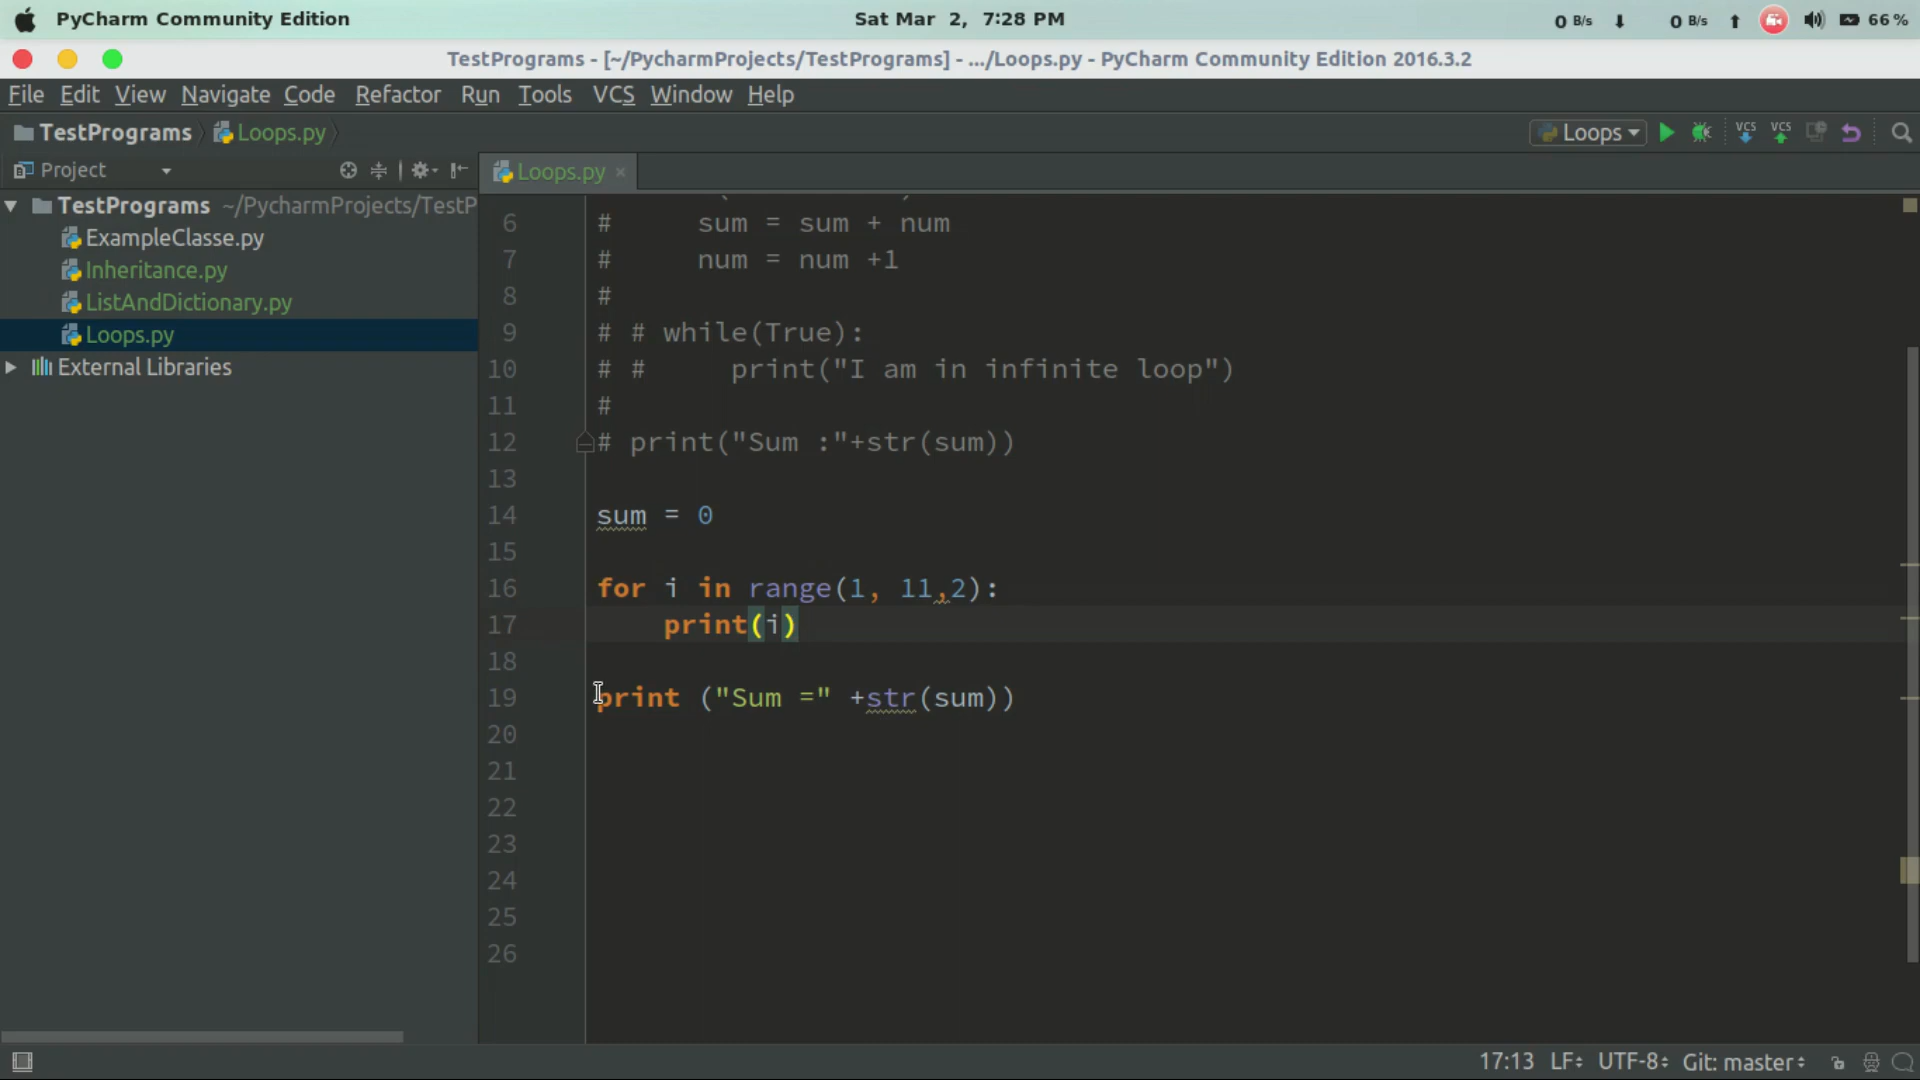 PyCharm Community Edition
Sat Mar 2, 7:28 PM
0 B/s 0 B/s 66%
TestPrograms - [~/PycharmProjects/TestPrograms] - .../Loops.py - PyCharm Community Edition 2016.3.2
File Edit View Navigate Code Refactor Run Tools VCS Window Help
TestPrograms Loops.py
Loops
VCS VCS
Project
Loops.py
TestPrograms ~/PycharmProjects/TestP
ExampleClasse.py
Inheritance.py
ListAndDictionary.py
Loops.py
External Libraries
6 # sum = sum + num
7 # num = num +1
8 #
9 # # while(True):
10 # # print("I am in infinite loop")
11 #
12 # print("Sum :"+str(sum))
13
14 sum = 0
15
16 for i in range(1, 11,2):
17 print(i)
18
19 print ("Sum =" +str(sum))
20
21
22
23
24
25
26
17:13 LF UTF-8 Git: master